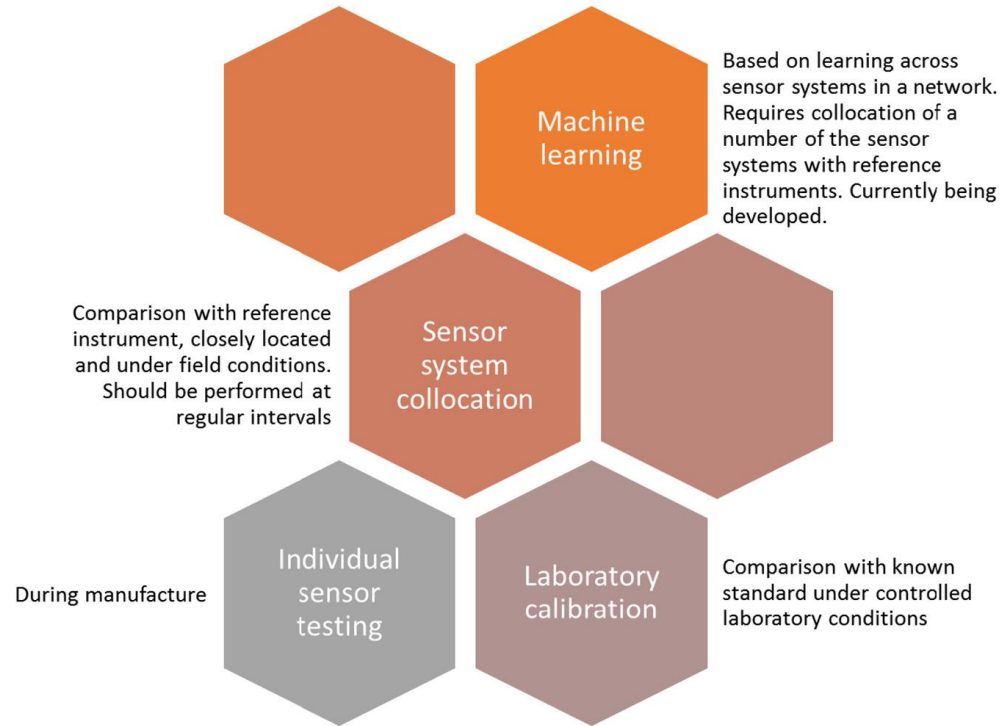 Machine
learning
Based on learning across
sensor systems in a network.
Requires collocation of a
number of the sensor
systems with reference
instruments. Currently being
developed.
Comparison with reference
instrument, closely located
and under field conditions.
Should be performed at
regular intervals
Sensor
system
collocation
During manufacture
Individual
sensor
testing
Laboratory
calibration
Comparison with known
standard under controlled
laboratory conditions